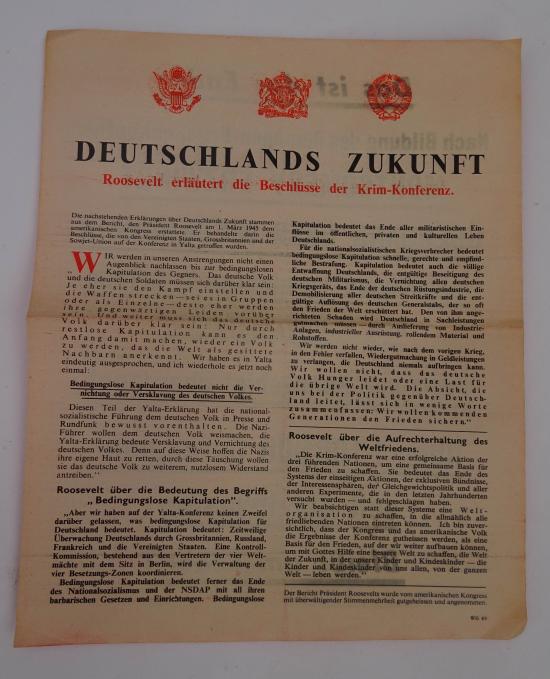 DEUTSCHLANDS ZUKUNFT
Roosevelt erläutert die Beschlüsse der Krim-Konferenz.
Die nachstehenden Erklärungen über Deutschlands Zukunft stammen
aus dem Bericht, den Präsident Roosevelt am 1. März 1945 dem
amerikanischen Kongress erstattete. Er behandelte darin die
Beschlüsse, die von den Vereinigten Staaten, Grossbritannien und der
Sowjet-Union auf der Konferenz in Yalta getroffen wurden.
WIR werden in unseren Anstrengungen nicht einen
Augenblick nachlassen bis zur bedingungslosen
Kapitulation des Gegners. Das deutsche Volk
und die deutschen Soldaten müssen sich darüber klar sein:
Je eher sie den Kampf einstellen und
die Waffen strecken—sei es in Gruppen
oder als Einzelne—desto eher werden
ihre gegenwärtigen Leiden vorüber
sein. Und weiter muss sich das deutsche
Volk darüber klar sein: Nur durch
restlose Kapitulation kann es den
Anfang damit machen, wieder ein Volk
zu werden, das die Welt als gesittete
Nachbarn anerkennt. Wir haben es in Yalta
eindeutig ausgesprochen, und ich wiederhole es jetzt noch
einmal:
Bedingungslose Kapitulation bedeutet nicht die Ver-
nichtung oder Versklavung des deutschen Volkes.
Diesen Teil der Yalta-Erklärung hat die national-
sozialistische Führung dem deutschen Volk in Presse und
Rundfunk bewusst vorenthalten. Die Nazi-
Führer wollen dem deutschen Volk weismachen, die
Yalta-Erklärung bedeute Versklavung und Vernichtung des
deutschen Volkes. Denn auf diese Weise hoffen die Nazis
ihre eigene Haut zu retten, durch diese Täuschung wollen
sie das deutsche Volk zu weiterem, nutzlosem Widerstand
antreiben."
Roosevelt über die Bedeutung des Begriffs
„Bedingungslose Kapitulation".
„Aber wir haben auf der Yalta-Konferenz keinen Zweifel
darüber gelassen, was bedingungslose Kapitulation für
Deutschland bedeutet. Kapitulation bedeutet: Zeitweilige
Überwachung Deutschlands durch Grossbritannien, Russland,
Frankreich und die Vereinigten Staaten. Eine Kontroll-
Kommission, bestehend aus den Vertretern der vier Welt-
mächte mit dem Sitz in Berlin, wird die Verwaltung der
vier Besetzungs-Zonen koordinieren.
Bedingungslose Kapitulation bedeutet ferner das Ende
des Nationalsozialismus und der NSDAP mit all ihren
barbarischen Gesetzen und Einrichtungen. Bedingungslose
Kapitulation bedeutet das Ende aller militaristischen Ein-
flüsse im öffentlichen, privaten und kulturellen Leben
Deutschlands.
Für die nationalsozialistischen Kriegsverbrecher bedeutet
bedingungslose Kapitulation schnelle, gerechte und empfind-
liche Bestrafung. Kapitulation bedeutet auch die völlige
Entwaffnung Deutschlands, die engültige Beseitigung des
deutschen Militarismus, die Vernichtung allen deutschen
Kriegsgeräts, das Ende der deutschen Rüstungsindustrie, die
Demobilisierung aller deutschen Streitkräfte und die end-
gültige Auflösung des deutschen Generalstabs, der so oft
den Frieden der Welt erschüttert hat. Den von ihm ange-
richteten Schaden wird Deutschland in Sachleistungen
gutmachen müssen—durch Auslieferung von Industrie-
Anlagen, industrieller Ausrüstung, rollendem Material und
Rohstoffen.
Wir werden nicht wieder, wie nach dem vorigen Krieg,
in den Fehler verfallen, Wiedergutmachung in Geldleistungen
zu verlangen, die Deutschland niemals aufbringen kann.
Wir wollen nicht, dass das deutsche
Volk Hunger leidet oder eine Last für
die übrige Welt wird. Die Absicht, die
uns bei der Politik gegenüber Deutsch-
land leitet, lässt sich in wenige Worte
zusammenfassen: Wir wollen kommenden
Generationen den Frieden sichern."
Roosevelt über die Aufrechterhaltung des
Weltfriedens.
„Die Krim-Konferenz war eine erfolgreiche Aktion der
drei führenden Nationen, um eine gemeinsame Basis für
den Frieden zu schaffen. Sie bedeutet das Ende des
Systems der einseitigen Aktionen, der exklusiven Bündnisse,
der Interessensphären, der Gleichgewichtspolitik und aller
anderen Experimente, die in den letzten Jahrhunderten
versucht wurden—und fehlgeschlagen haben.
Wir beabsichtigen statt dieser Systeme eine Welt-
organisation zu schaffen, in die allmählich alle
friedliebenden Nationen eintreten können. Ich bin zuver-
sichtlich, dass der Kongress und das amerikanische Volk
die Ergebnisse der Konferenz gutheissen werden, als eine
Basis für den Frieden, auf der wir weiter aufbauen können,
um mit Gottes Hilfe eine bessere Welt zu schaffen, die Welt
der Zukunft, in der unsere Kinder und Kindeskinder—die
Kinder und Kindeskinder von uns allen, von der ganzen
Welt—leben werden."
Der Bericht Präsident Roosevelts wurde vom amerikanischen Kongress
mit überwältigender Stimmenmehrheit gutgeheissen und angenommen.